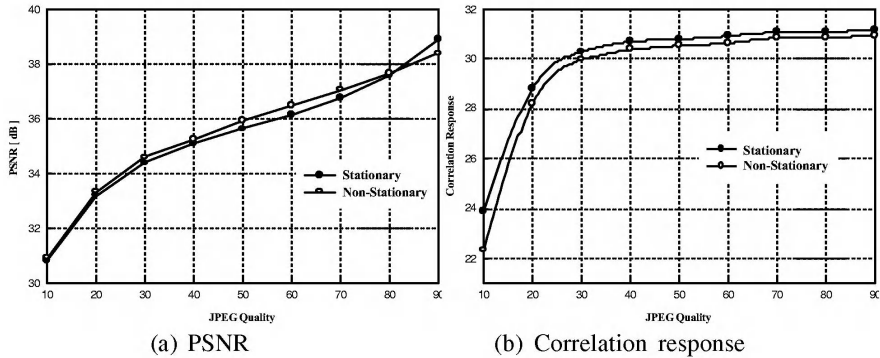 40
38
36
34
32
30
PSNR [ dB ]
10 20 30 40 50 60 70 80 90
JPEG Quality
Stationary
Non-Stationary
(a) PSNR
32
30
28
26
24
22
Correlation Response
10 20 30 40 50 60 70 80 90
JPEG Quality
Stationary
Non-Stationary
(b) Correlation response